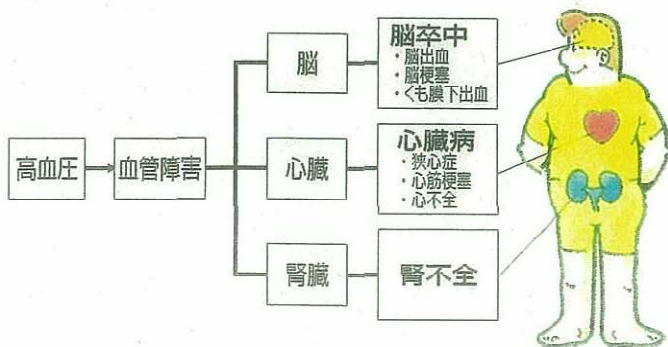 高血圧
血管障害
脳
脳卒中
・脳出血
・脳梗塞
・くも膜下出血
心臓
心臓病
・狭心症
・心筋梗塞
・心不全
腎臓
腎不全